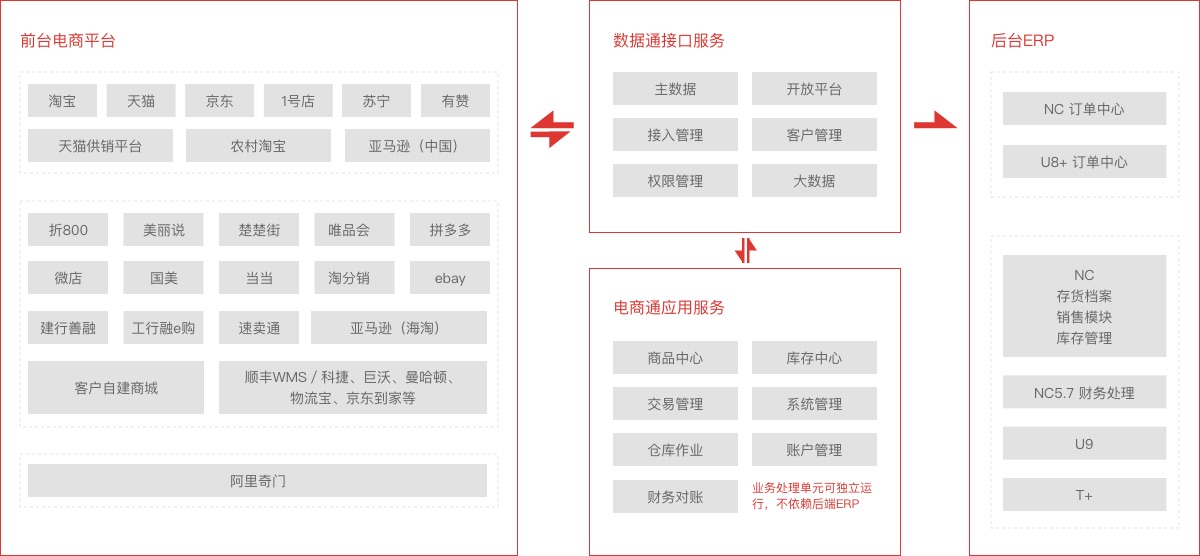 前台电商平台
淘宝
天猫
京东
1号店
苏宁
有赞
天猫供销平台
农村淘宝
亚马逊（中国）
折800
美丽说
楚楚街
唯品会
拼多多
微店
国美
当当
淘分销
ebay
建行善融
工行融e购
速卖通
亚马逊（海淘）
客户自建商城
顺丰WMS / 科捷、巨沃、曼哈顿、
物流宝、京东到家等
阿里奇门
数据通接口服务
主数据
开放平台
接入管理
客户管理
权限管理
大数据
电商通应用服务
商品中心
库存中心
交易管理
系统管理
仓库作业
账户管理
财务对账
业务处理单元可独立运
行，不依赖后端ERP
后台ERP
NC 订单中心
U8+ 订单中心
NC
存货档案
销售模块
库存管理
NC5.7 财务处理
U9
T+